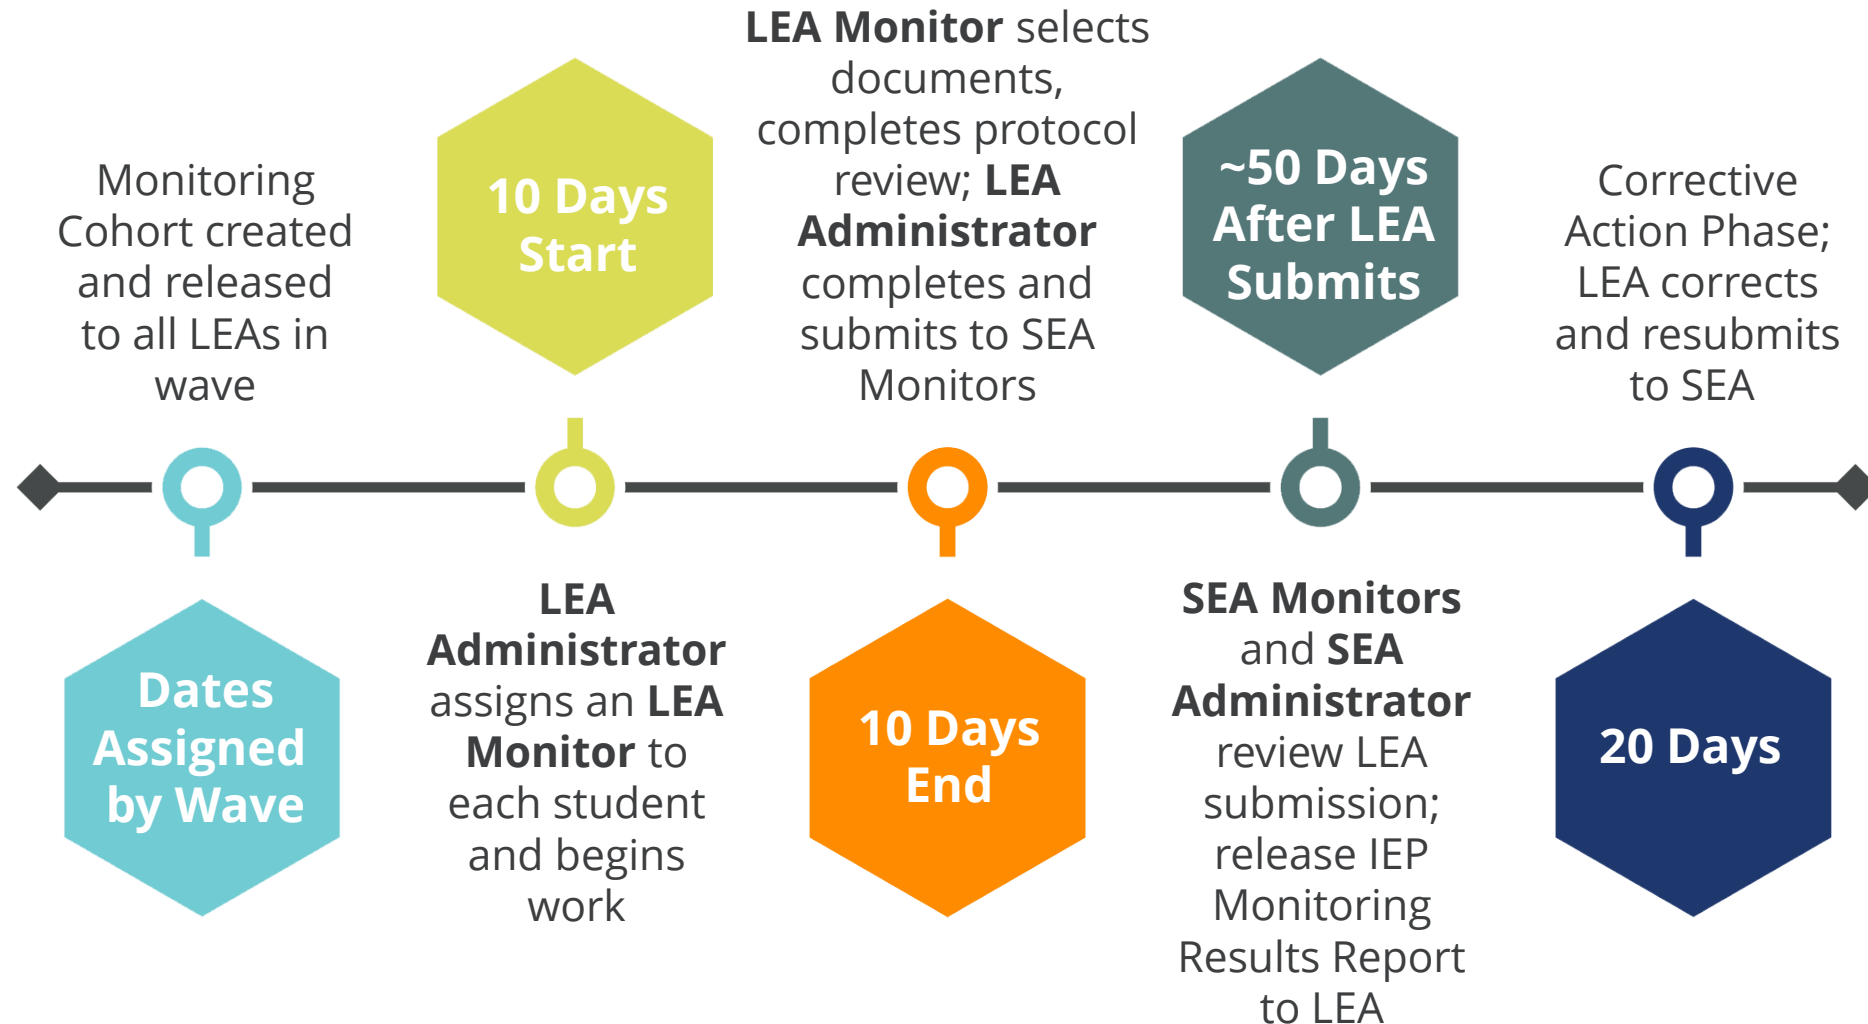 Monitoring
Cohort created
and released
to all LEAs in
wave
Dates
Assigned
by Wave
10 Days
Start
LEA
Administrator
assigns an LEA
Monitor to
each student
and begins
work
LEA Monitor selects
documents,
completes protocol
review; LEA
Administrator
completes and
submits to SEA
Monitors
10 Days
End
~50 Days
After LEA
Submits
SEA Monitors
and SEA
Administrator
review LEA
submission;
release IEP
Monitoring
Results Report
to LEA
Corrective
Action Phase;
LEA corrects
and resubmits
to SEA
20 Days